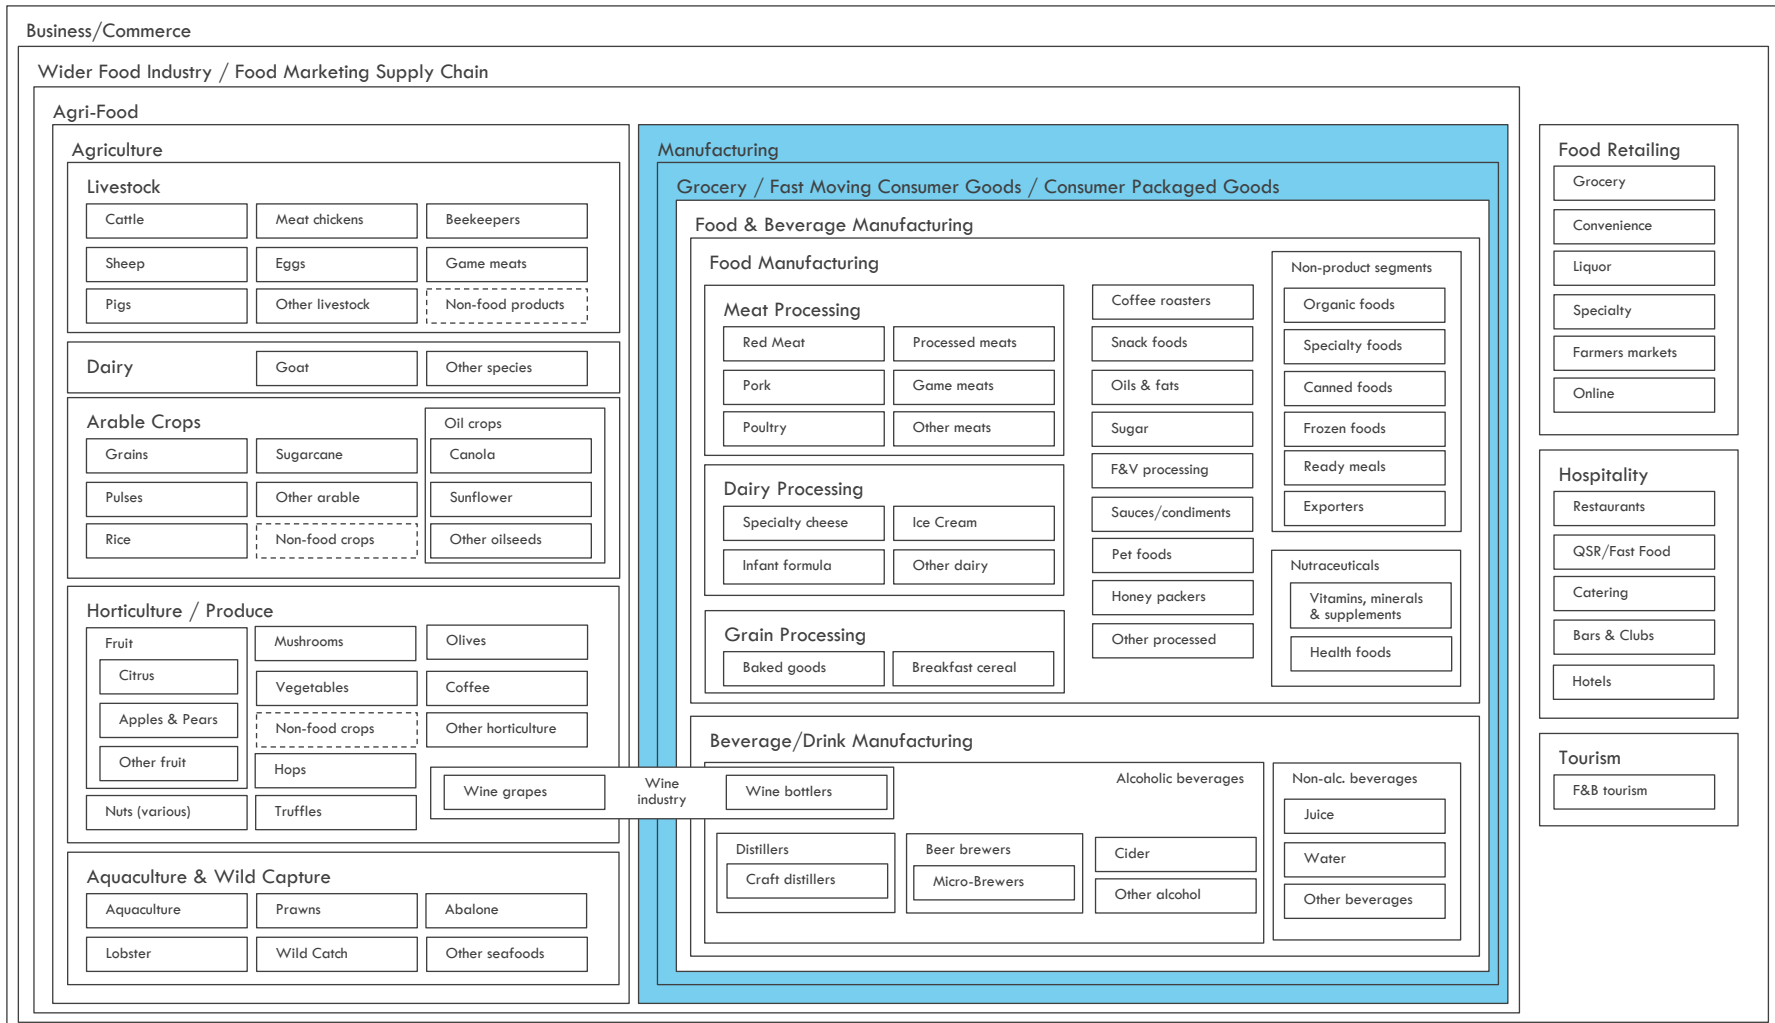 Business/Commerce
Wider Food Industry / Food Marketing Supply Chain
Agri-Food
Agriculture
Livestock
Cattle
Meat chickens
Beekeepers
Sheep
Eggs
Game meats
Pigs
Other livestock
Non-food products
Dairy
Goat
Other species
Arable Crops
Grains
Sugarcane
Pulses
Other arable
Rice
Non-food crops
Oil crops
Canola
Sunflower
Other oilseeds
Horticulture / Produce
Fruit
Citrus
Apples & Pears
Other fruit
Nuts (various)
Mushrooms
Vegetables
Non-food crops
Hops
Truffles
Olives
Coffee
Other horticulture
Wine grapes
Wine
industry
Wine bottlers
Aquaculture & Wild Capture
Aquaculture
Prawns
Abalone
Lobster
Wild Catch
Other seafoods
Manufacturing
Grocery / Fast Moving Consumer Goods / Consumer Packaged Goods
Food & Beverage Manufacturing
Food Manufacturing
Meat Processing
Red Meat
Processed meats
Pork
Game meats
Poultry
Other meats
Dairy Processing
Specialty cheese
Ice Cream
Infant formula
Other dairy
Grain Processing
Baked goods
Breakfast cereal
Coffee roasters
Snack foods
Oils & fats
Sugar
F&V processing
Sauces/condiments
Pet foods
Honey packers
Other processed
Non-product segments
Organic foods
Specialty foods
Canned foods
Frozen foods
Ready meals
Exporters
Nutraceuticals
Vitamins, minerals
& supplements
Health foods
Beverage/Drink Manufacturing
Alcoholic beverages
Distillers
Craft distillers
Beer brewers
Micro-Brewers
Cider
Other alcohol
Non-alc. beverages
Juice
Water
Other beverages
Food Retailing
Grocery
Convenience
Liquor
Specialty
Farmers markets
Online
Hospitality
Restaurants
QSR/Fast Food
Catering
Bars & Clubs
Hotels
Tourism
F&B tourism